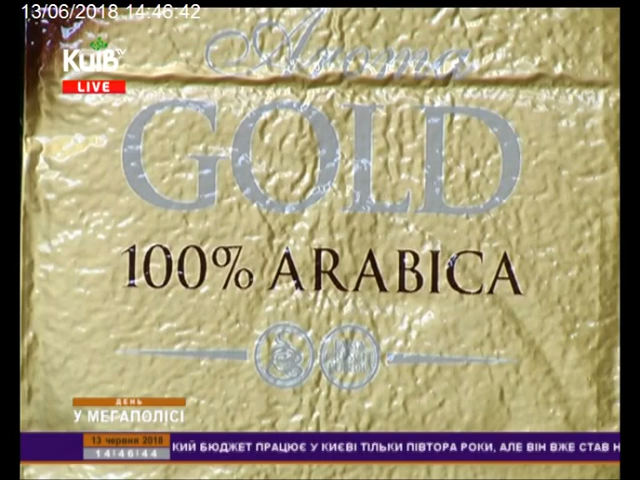 13/06/2018 14:46:42
Київ TV
LIVE
Aroma
GOLD
100% ARABICA
ДЕНЬ
У МЕГАПОЛІСІ
13 червня 2018
14:46:44
КИЙ БЮДЖЕТ ПРАЦЮЄ У КИЄВІ ТІЛЬКИ ПІВТОРА РОКИ, АЛЕ ВІН ВЖЕ СТАВ Н